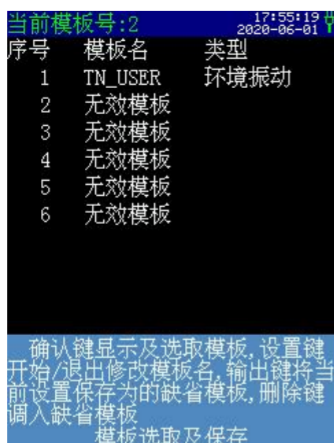 当前模板号:2 17:55:19
2020-06-01
序号 模板名 类型
1 TN_USER 环境振动
2 无效模板
3 无效模板
4 无效模板
5 无效模板
6 无效模板
确认键显示及选取模板,设置键
开始/退出修改模板名,输出键将当
前设置保存为的缺省模板,删除键
调入缺省模板
模板选取及保存